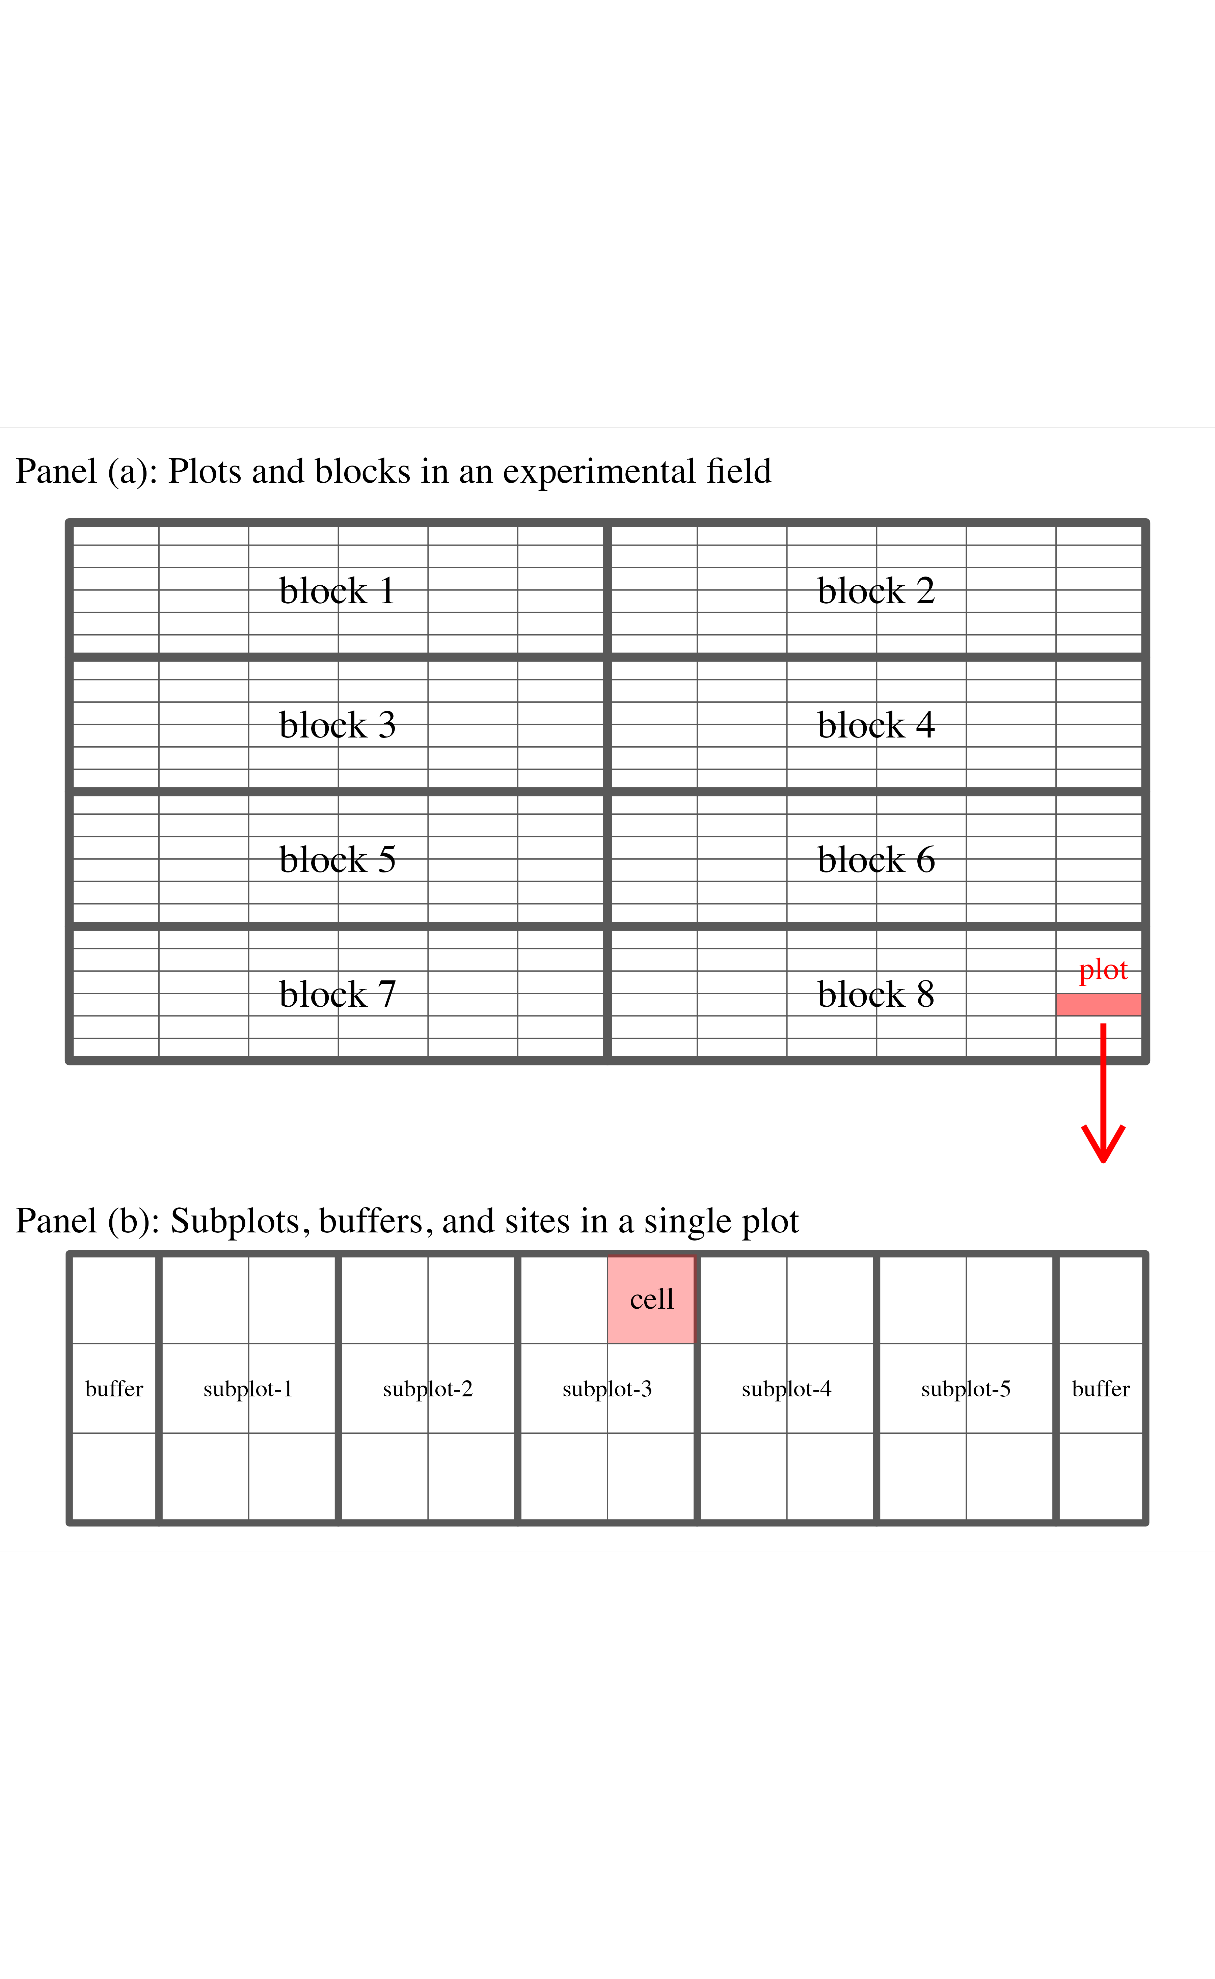 Panel (a): Plots and blocks in an experimental field
block 1
block 2
block 3
block 4
block 5
block 6
block 7
block 8
plot
Panel (b): Subplots, buffers, and sites in a single plot
cell
buffer
subplot-1
subplot-2
subplot-3
subplot-4
subplot-5
buffer